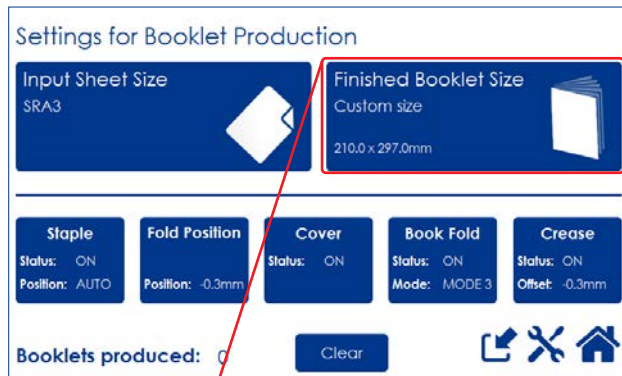 Settings for Booklet Production
Input Sheet Size
SRA3
Finished Booklet Size
Custom size
210.0 x 297.0mm
Staple
Status: ON
Position: AUTO
Fold Position
Position: -0.3mm
Cover
Status: ON
Book Fold
Status: ON
Mode: MODE 3
Crease
Status: ON
Offset: -0.3mm
Booklets produced: 0
Clear